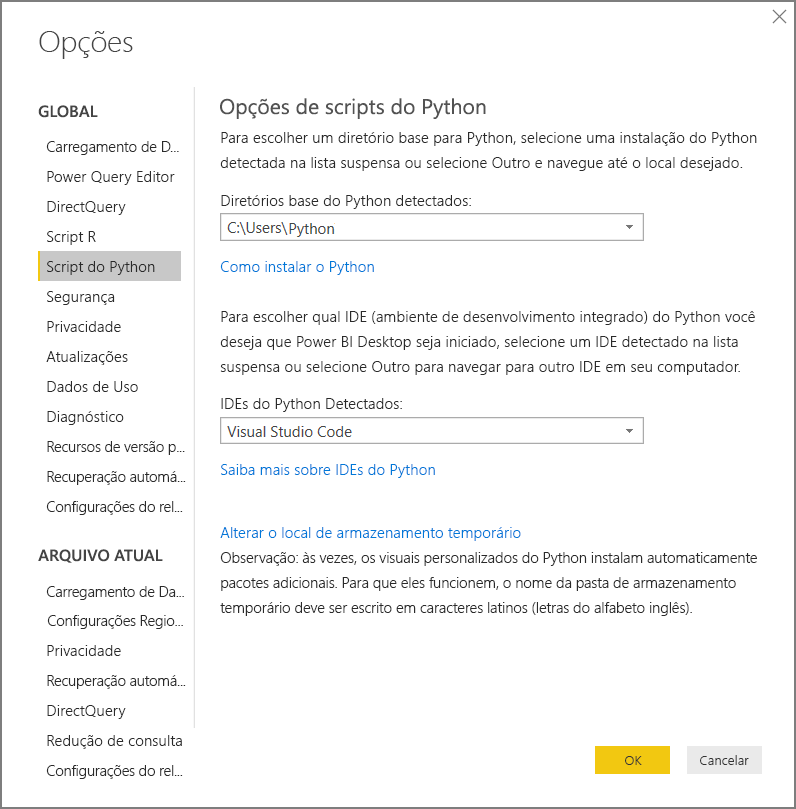 Opções
GLOBAL
Carregamento de D...
Power Query Editor
DirectQuery
Script R
Script do Python
Segurança
Privacidade
Atualizações
Dados de Uso
Diagnóstico
Recursos de versão p...
Recuperação automá...
Configurações do rel...
ARQUIVO ATUAL
Carregamento de Da...
Configurações Regio...
Privacidade
Recuperação automá...
DirectQuery
Redução de consulta
Configurações do rel...
Opções de scripts do Python
Para escolher um diretório base para Python, selecione uma instalação do Python
detectada na lista suspensa ou selecione Outro e navegue até o local desejado.
Diretórios base do Python detectados:
C:\Users\Python
Como instalar o Python
Para escolher qual IDE (ambiente de desenvolvimento integrado) do Python você
deseja que Power BI Desktop seja iniciado, selecione um IDE detectado na lista
suspensa ou selecione Outro para navegar para outro IDE em seu computador.
IDEs do Python Detectados:
Visual Studio Code
Saiba mais sobre IDEs do Python
Alterar o local de armazenamento temporário
Observação: às vezes, os visuais personalizados do Python instalam automaticamente
pacotes adicionais. Para que eles funcionem, o nome da pasta de armazenamento
temporário deve ser escrito em caracteres latinos (letras do alfabeto inglês).
OK
Cancelar